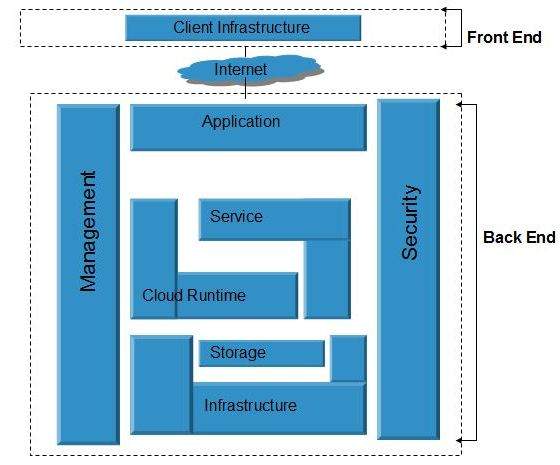 Client Infrastructure
Front End
Internet
Application
Management
Security
Service
Back End
Cloud Runtime
Storage
Infrastructure